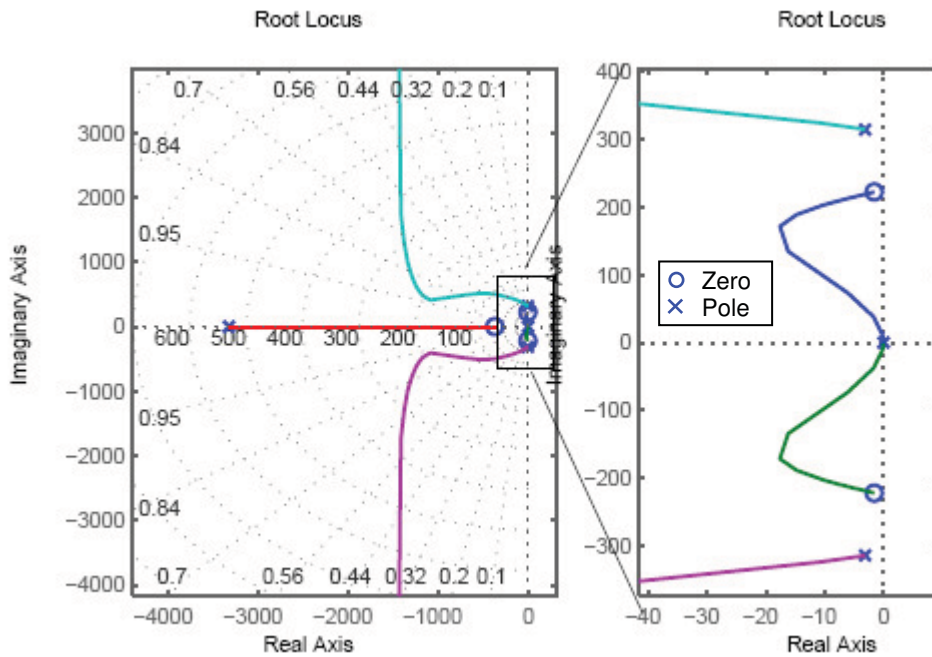 Root Locus
Root Locus
0.7 0.56 0.44 0.32 0.2 0.1
0.84
0.95
600 500 400 300 200 100
0.95
0.84
0.7 0.56 0.44 0.32 0.2 0.1
3000
2000
1000
0
−1000
−2000
−3000
−4000
−4000 −3000 −2000 −1000 0
Real Axis
Imaginary Axis
400
300
200
100
0
−100
−200
−300
−40 −30 −20 −10 0
Real Axis
Imaginary Axis
Zero
Pole